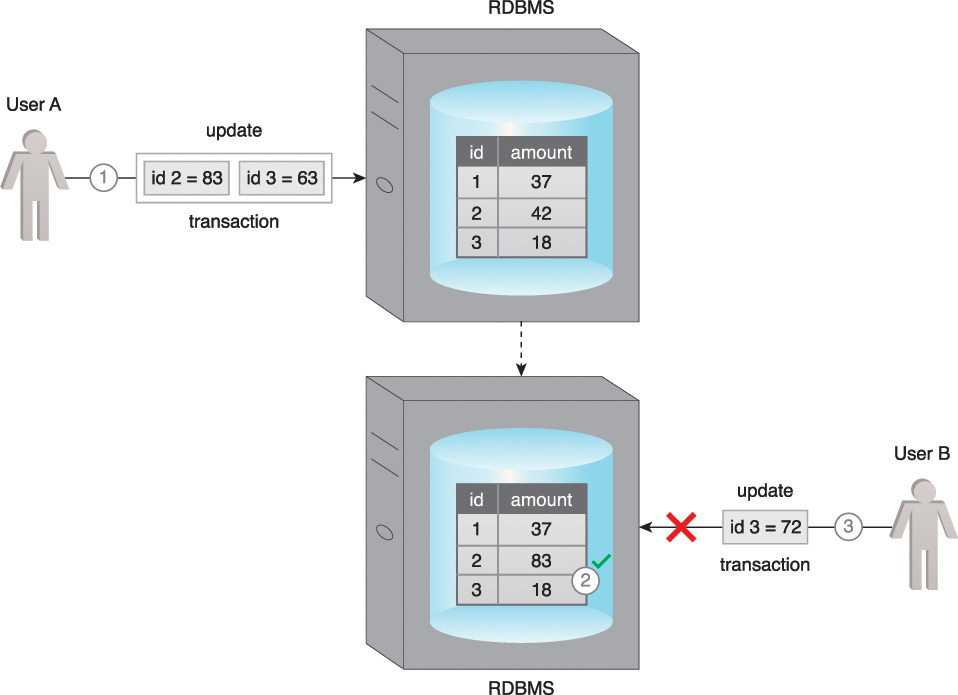 RDBMS
User A
update
1
id 2 = 83 id 3 = 63
transaction
id amount
1 37
2 42
3 18
User B
update
id amount
1 37
2 83
3 18
2
id 3 = 72
3
transaction
RDBMS